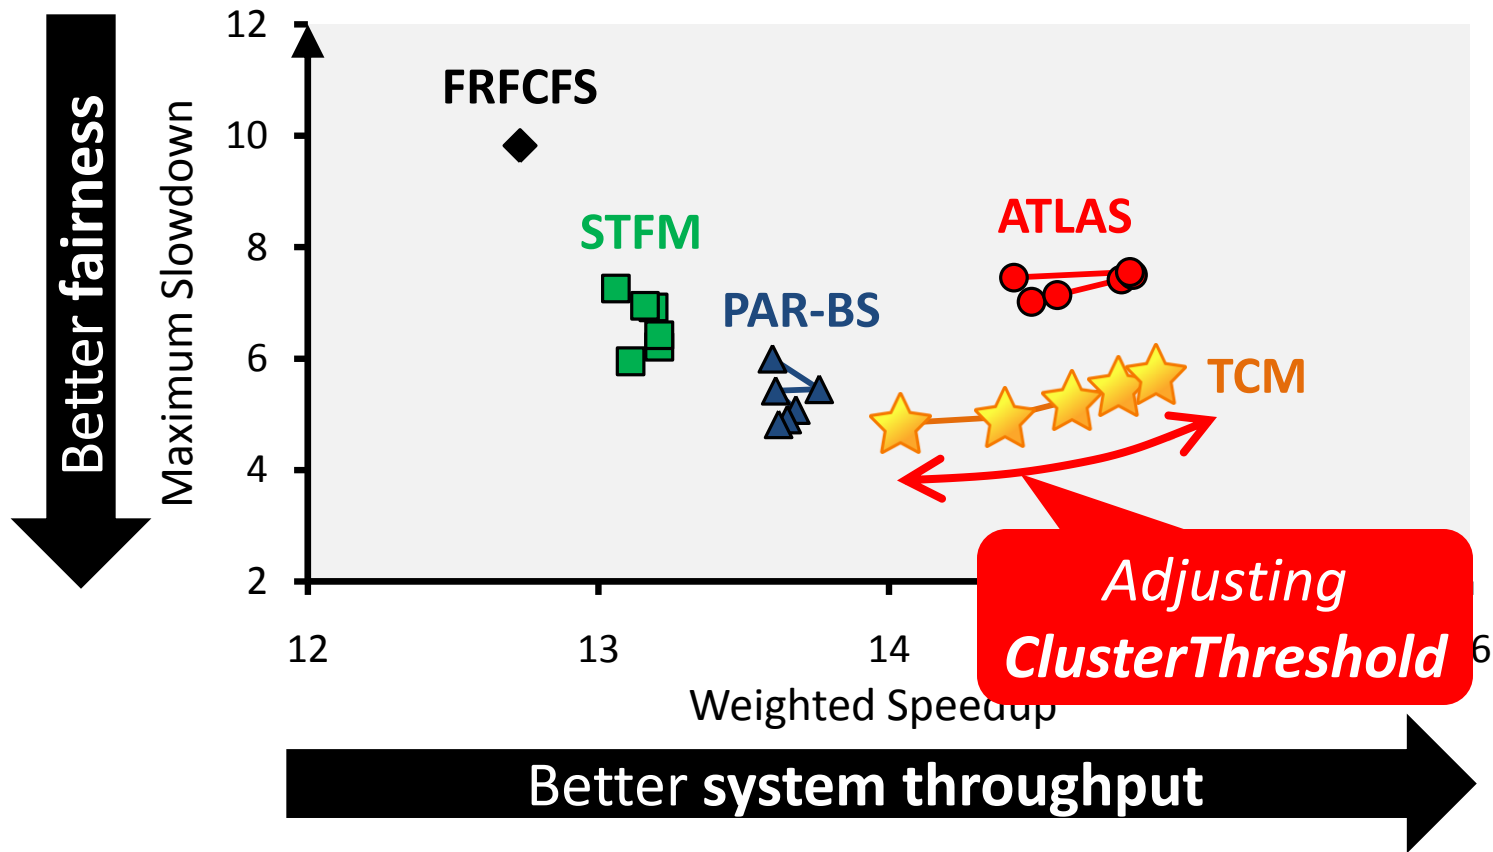 12
FRFCFS
10
STFM
ATLAS
8
PAR-BS
6
TCM
4
2
Better fairness
Maximum Slowdown
Adjusting
ClusterThreshold
12
13
14
6
Weighted Speedup
Better system throughput